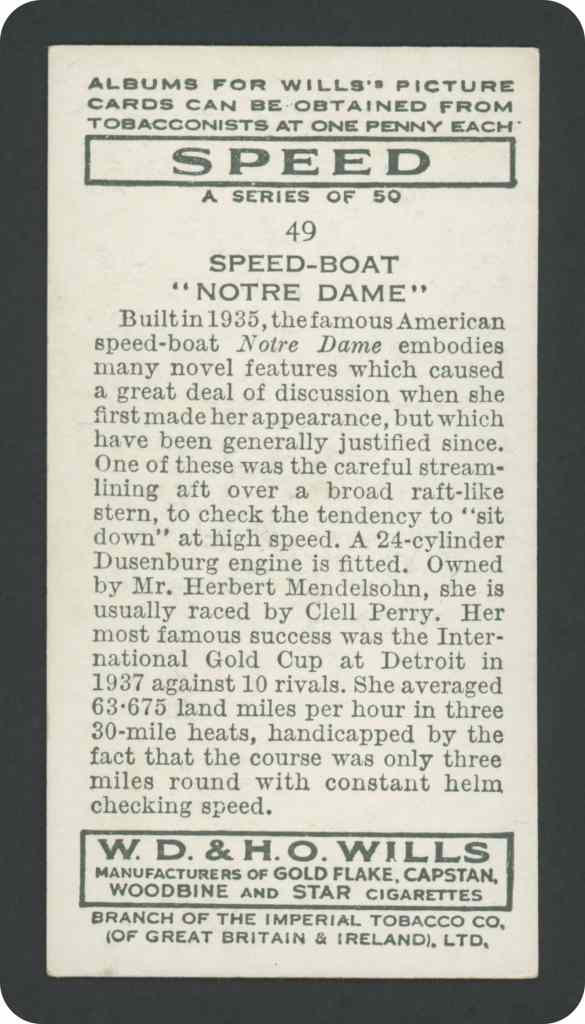 ALBUMS FOR WILLS'S PICTURE
CARDS CAN BE OBTAINED FROM
TOBACCONISTS AT ONE PENNY EACH
SPEED
A SERIES OF 50
49
SPEED-BOAT
"NOTRE DAME"
Built in 1935, the famous American
speed-boat Notre Dame embodies
many novel features which caused
a great deal of discussion when she
first made her appearance, but which
have been generally justified since.
One of these was the careful stream-
lining aft over a broad raft-like
stern, to check the tendency to "sit
down" at high speed. A 24-cylinder
Dusenburg engine is fitted. Owned
by Mr. Herbert Mendelsohn, she is
usually raced by Clell Perry. Her
most famous success was the Inter-
national Gold Cup at Detroit in
1937 against 10 rivals. She averaged
63·675 land miles per hour in three
30-mile heats, handicapped by the
fact that the course was only three
miles round with constant helm
checking speed.
W. D. & H. O. WILLS
MANUFACTURERS OF GOLD FLAKE, CAPSTAN,
WOODBINE AND STAR CIGARETTES
BRANCH OF THE IMPERIAL TOBACCO CO.
(OF GREAT BRITAIN & IRELAND), LTD.